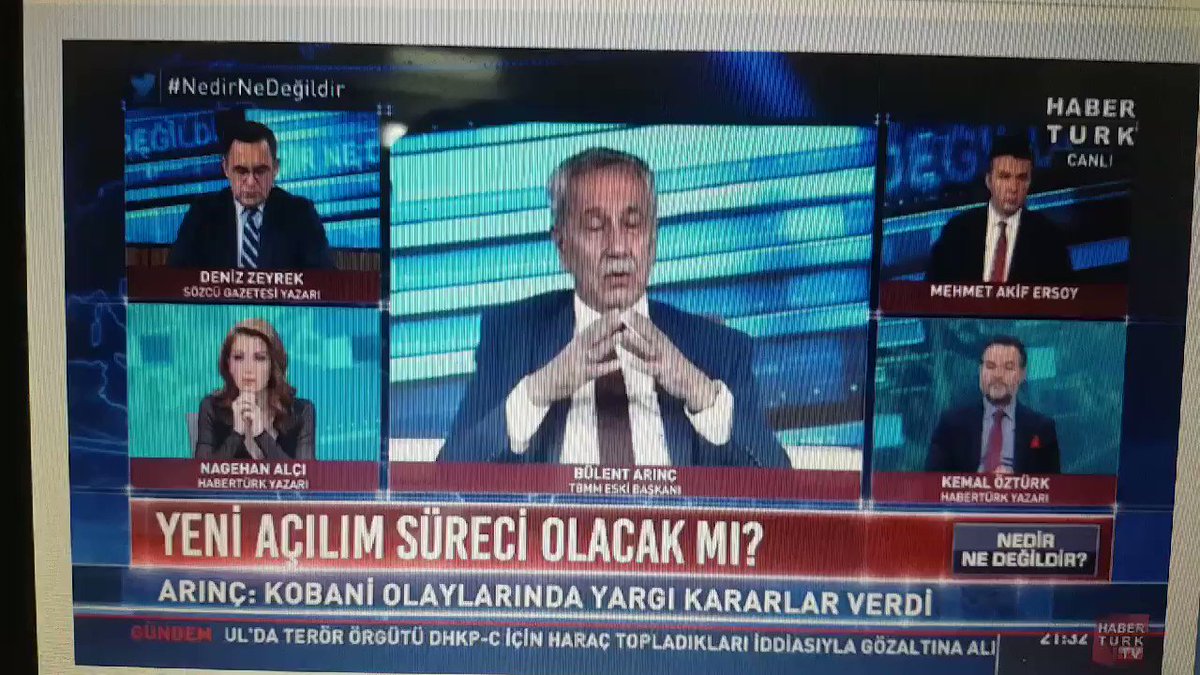 #NedirNeDeğildir
HABER
TURK
CANLI
DENİZ ZEYREK
SÖZCÜ GAZETESİ YAZARI
MEHMET AKİF ERSOY
NAGEHAN ALÇI
HABERTÜRK YAZARI
BÜLENT ARINÇ
TBMM ESKİ BAŞKANI
KEMAL ÖZTÜRK
HABERTÜRK YAZARI
YENİ AÇILIM SÜRECİ OLACAK MI?
NEDİR
NE DEĞİLDİR?
ARINÇ: KOBANİ OLAYLARINDA YARGI KARARLAR VERDİ
GÜNDEM UL'DA TERÖR ÖRGÜTÜ DHKP-C İÇİN HARAÇ TOPLADIKLARI İDDİASIYLA GÖZALTINA ALI
21:32
HABER
TURK
TV